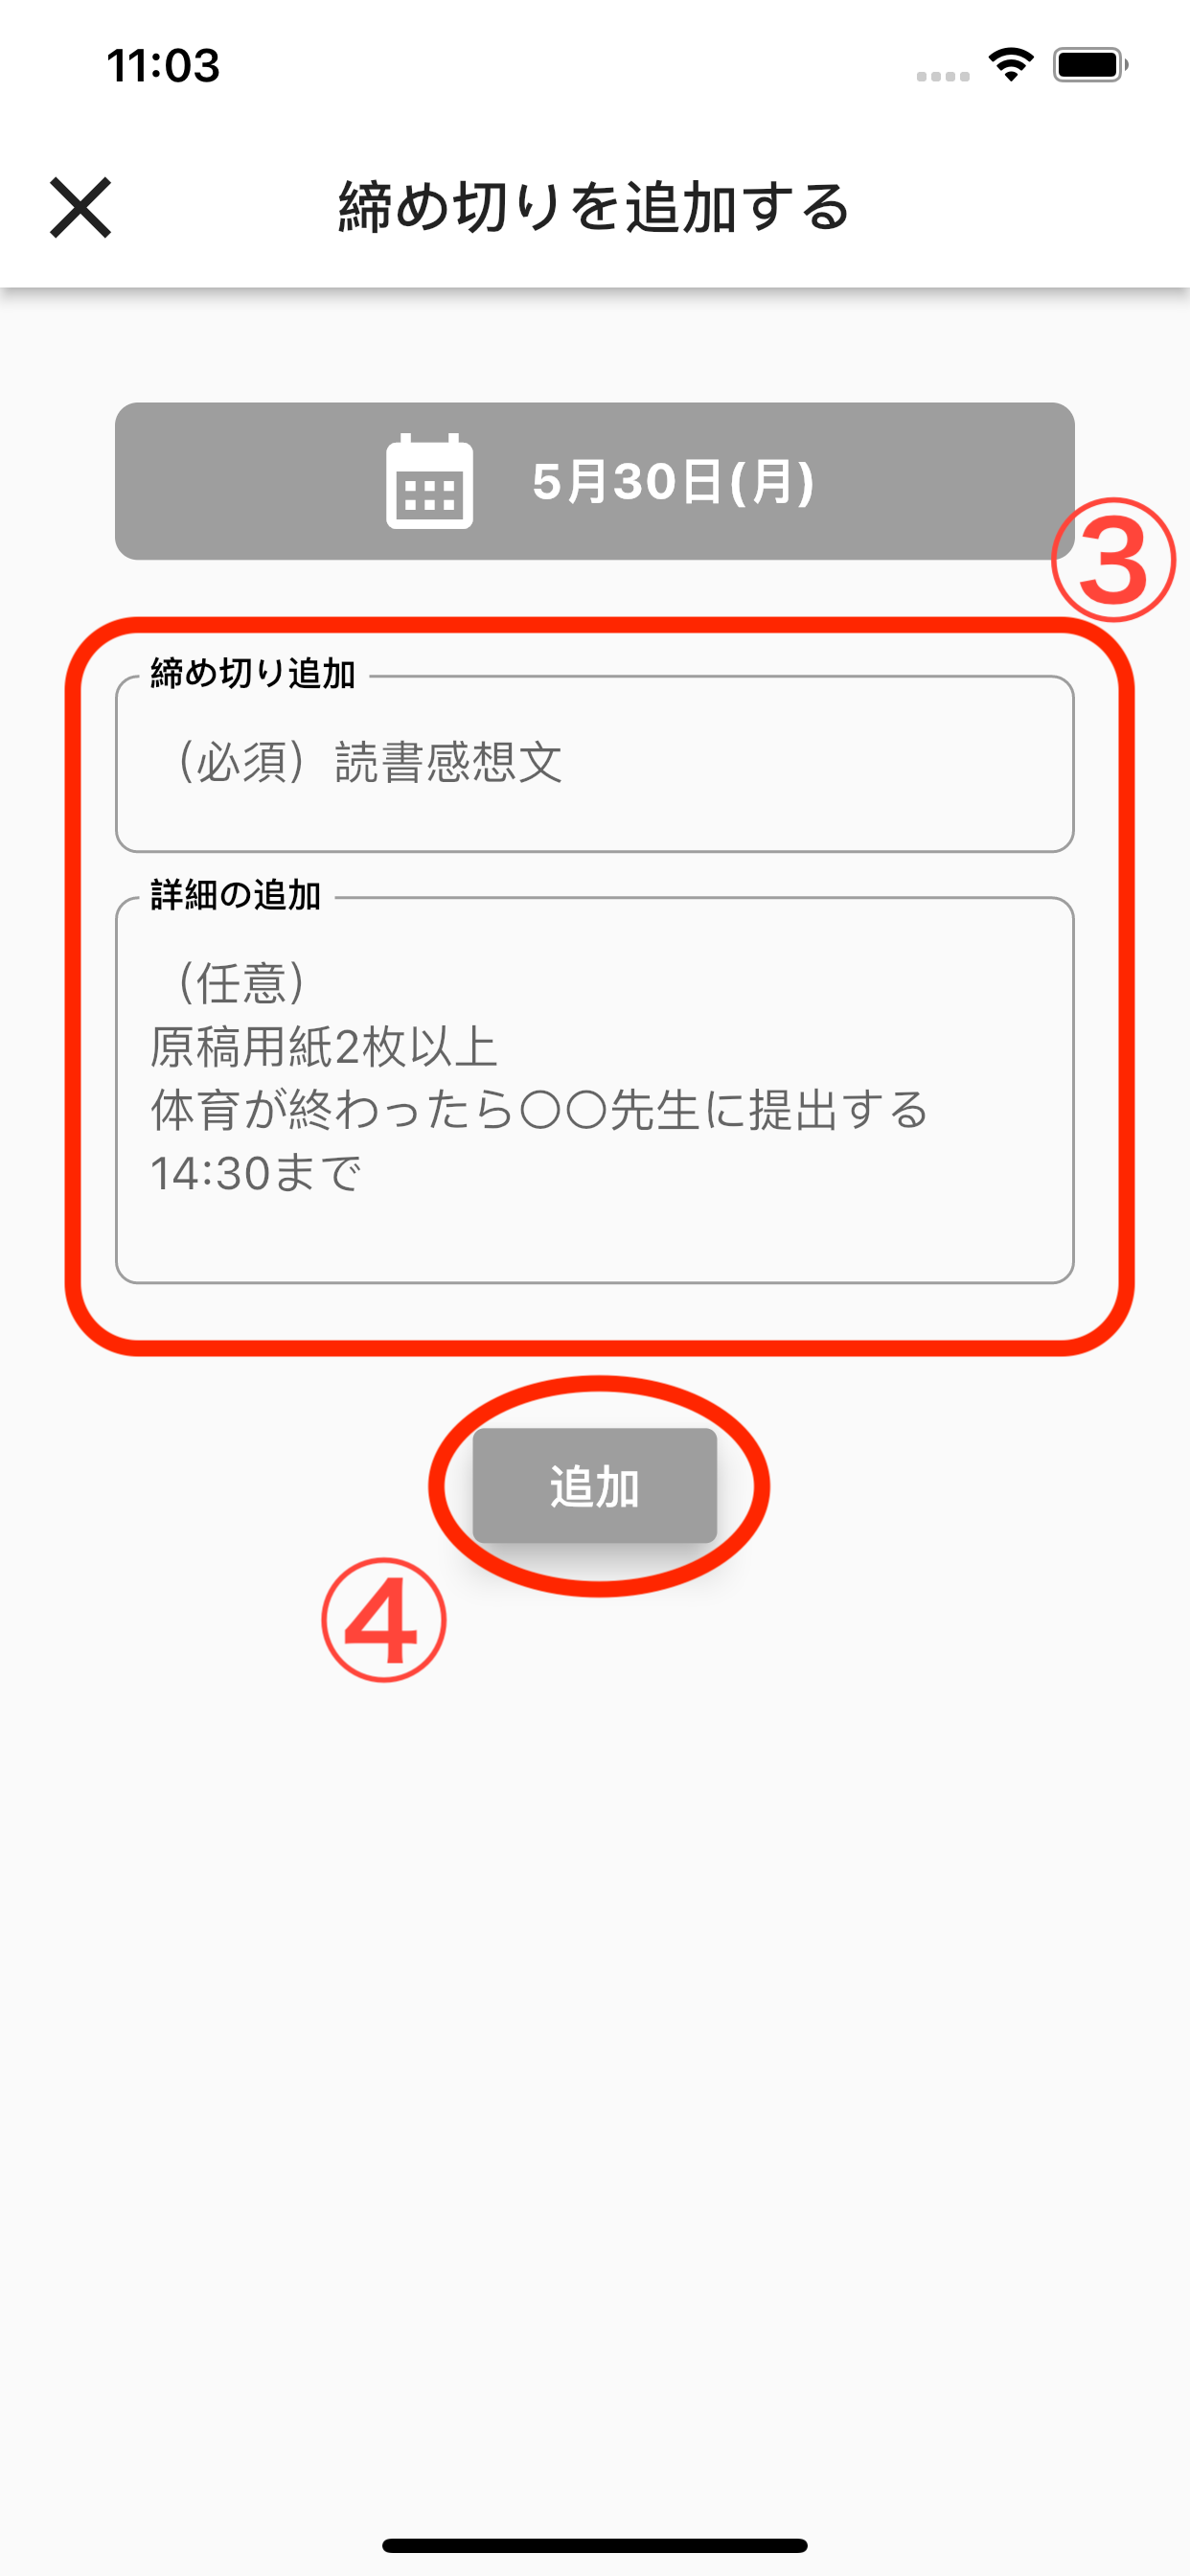 11:03
締め切りを追加する
5月30日(月)
③
締め切り追加
（必須）読書感想文
詳細の追加
（任意）
原稿用紙2枚以上
体育が終わったら〇〇先生に提出する
14:30まで
追加
④